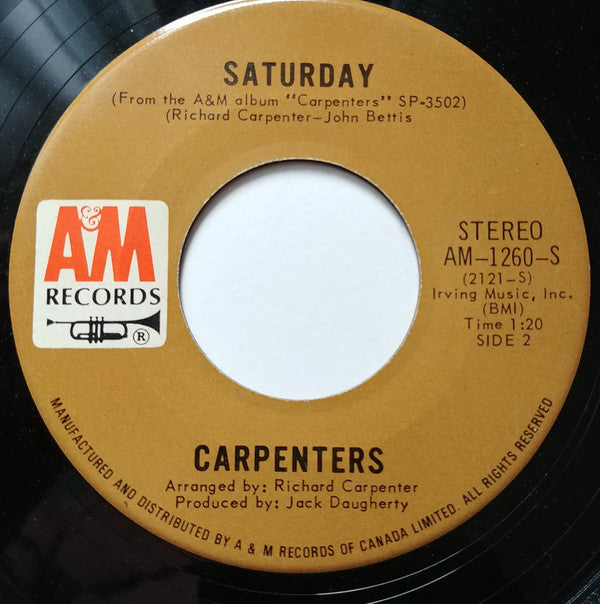 SATURDAY
(From the A&M album "Carpenters" SP-3502)
(Richard Carpenter–John Bettis
A&M
RECORDS
®
STEREO
AM–1260–S
(2121–S)
Irving Music, Inc.
(BMI)
Time 1:20
SIDE 2
CARPENTERS
Arranged by: Richard Carpenter
Produced by: Jack Daugherty
MANUFACTURED AND DISTRIBUTED BY A & M RECORDS OF CANADA LIMITED. ALL RIGHTS RESERVED